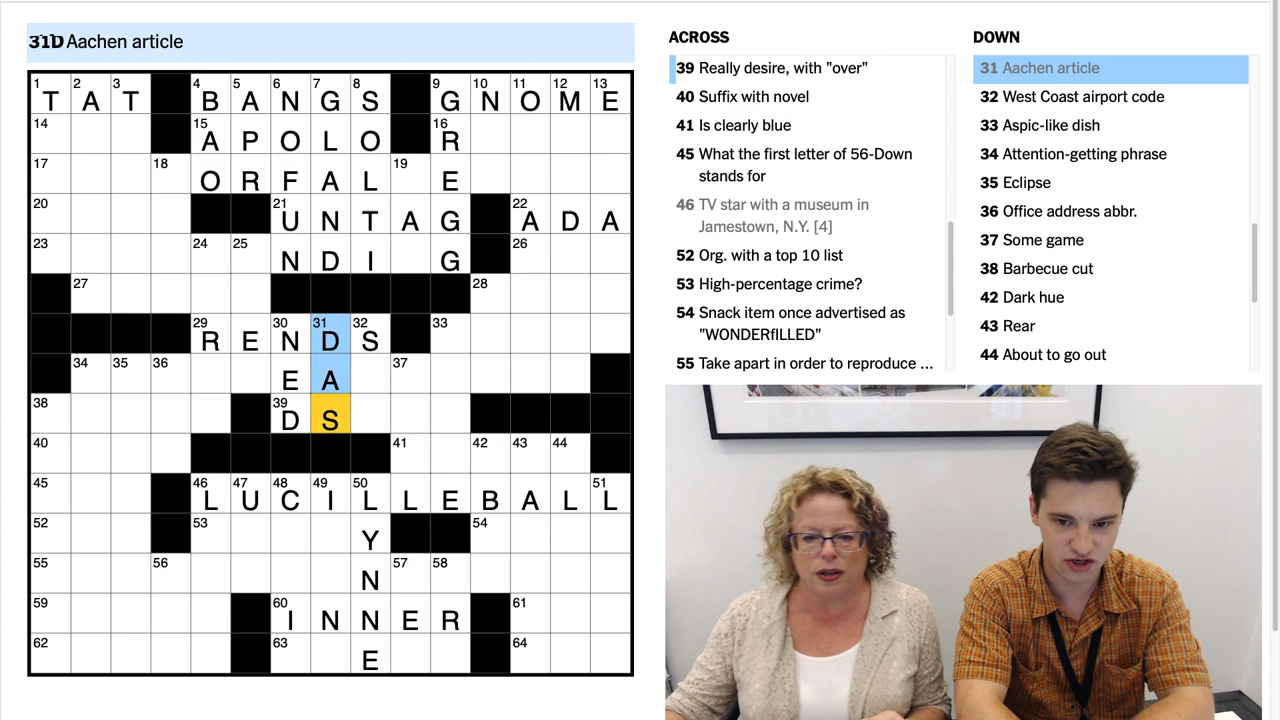 31D Aachen article
1 2 3 4 5 6 7 8 9 10 11 12 13
T A T B A N G S G N O M E
14 15 16
A P O L O R
17 18 19
O R F A L E
20 21 22
U N T A G A D A
23 24 25 26
N D I G
27 28
29 30 31 32 33
R E N D S
34 35 36 37
E A
38 39
D S
40 41 42 43 44
45 46 47 48 49 50 51
L U C I L L E B A L L
52 53 54
Y
55 56 57 58
N
59 60 61
I N N E R
62 63 64
E
ACROSS
39 Really desire, with "over"
40 Suffix with novel
41 Is clearly blue
45 What the first letter of 56-Down
stands for
46 TV star with a museum in
Jamestown, N.Y. [4]
52 Org. with a top 10 list
53 High-percentage crime?
54 Snack item once advertised as
"WONDERfILLED"
55 Take apart in order to reproduce ...
DOWN
31 Aachen article
32 West Coast airport code
33 Aspic-like dish
34 Attention-getting phrase
35 Eclipse
36 Office address abbr.
37 Some game
38 Barbecue cut
42 Dark hue
43 Rear
44 About to go out